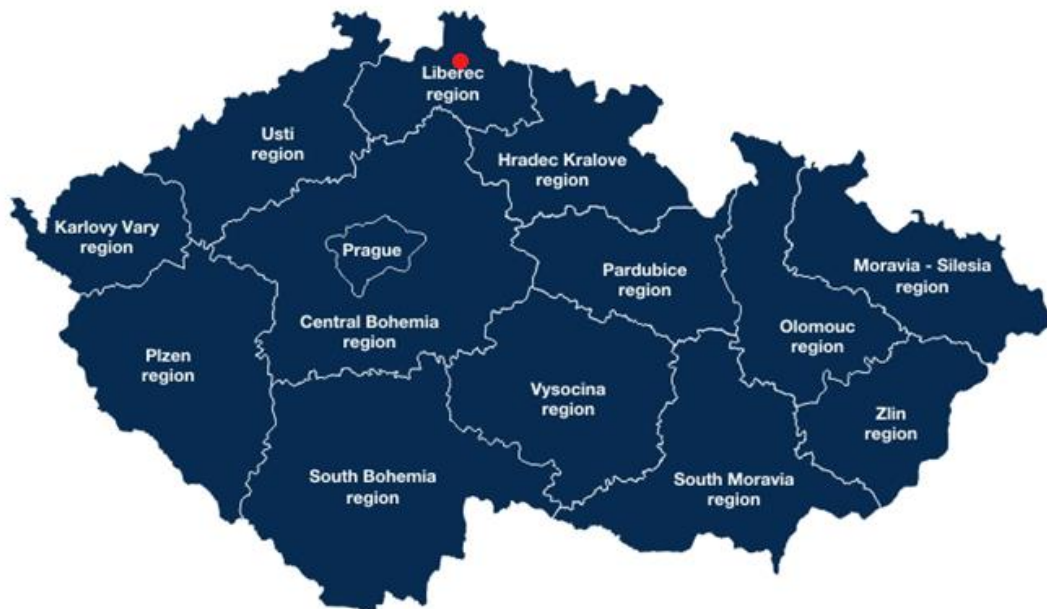 Liberec
region
Usti
region
Hradec Kralove
region
Karlovy Vary
region
Prague
Pardubice
region
Moravia - Silesia
region
Central Bohemia
region
Olomouc
region
Plzen
region
Vysocina
region
Zlin
region
South Bohemia
region
South Moravia
region